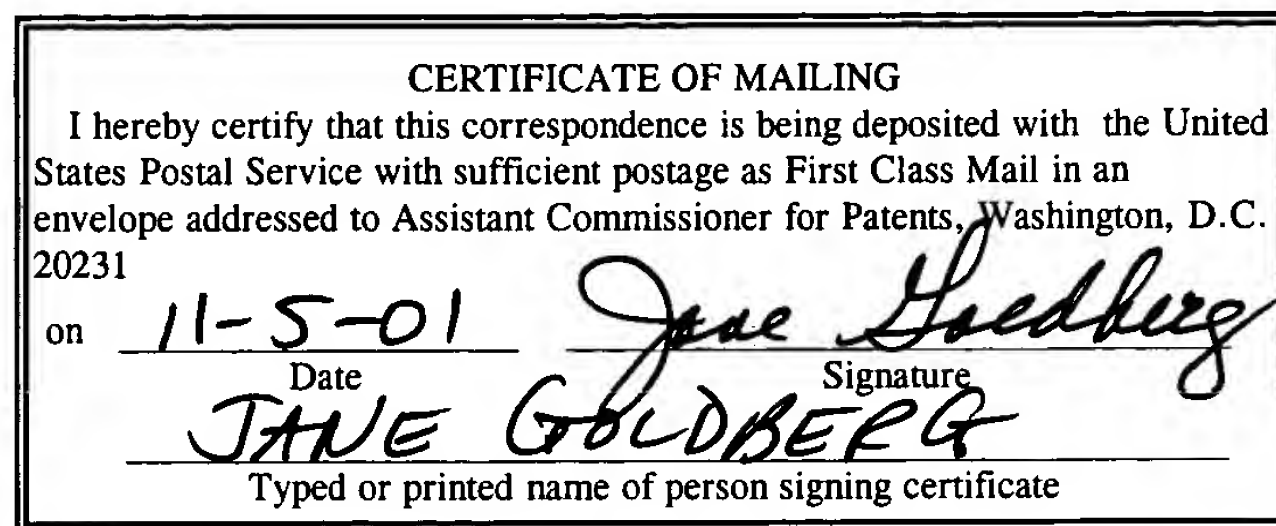 CERTIFICATE OF MAILING
I hereby certify that this correspondence is being deposited with the United
States Postal Service with sufficient postage as First Class Mail in an
envelope addressed to Assistant Commissioner for Patents, Washington, D.C.
20231
on 11-5-01 Jane Goldberg
Date Signature
JANE GOLDBERG
Typed or printed name of person signing certificate